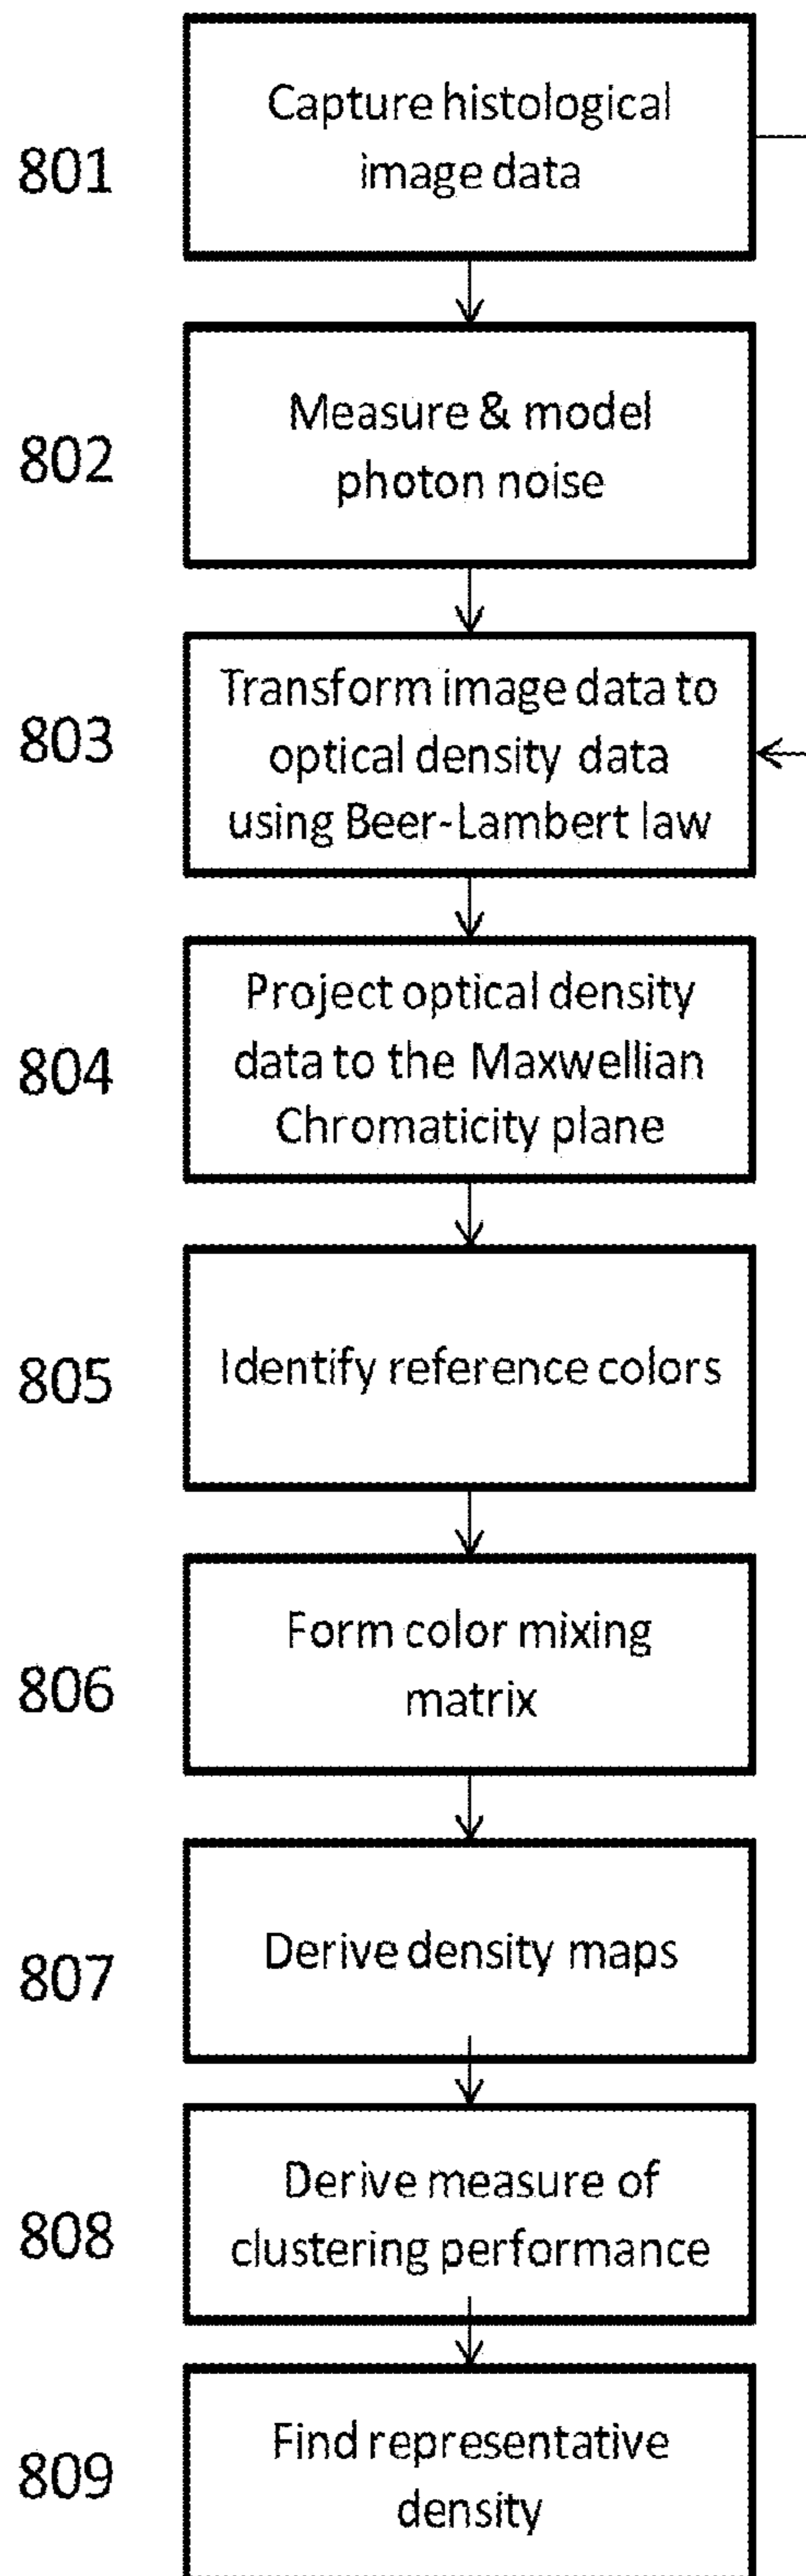 801
Capture histological
image data
802
Measure & model
photon noise
803
Transform image data to
optical density data
using Beer-Lambert law
804
Project optical density
data to the Maxwellian
Chromaticity plane
805
Identify reference colors
806
Form color mixing
matrix
807
Derive density maps
808
Derive measure of
clustering performance
809
Find representative
density